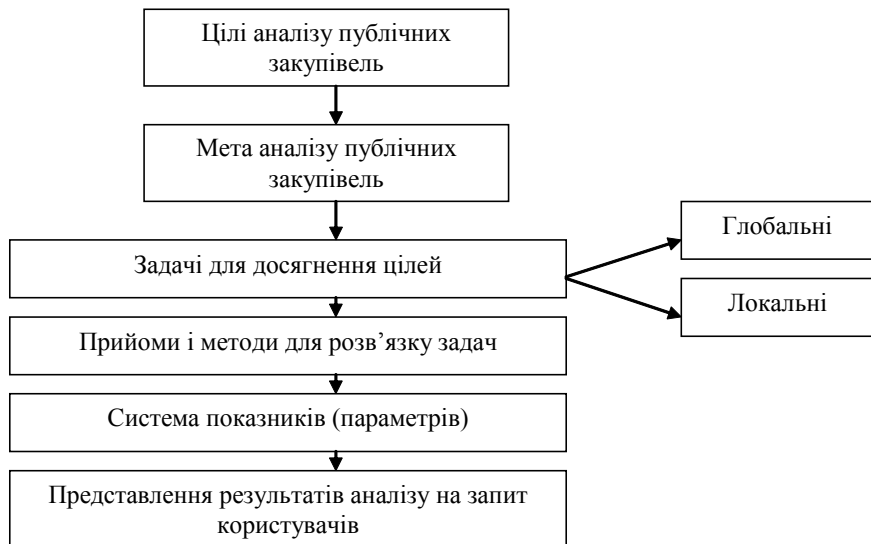 Цілі аналізу публічних
закупівель
Мета аналізу публічних
закупівель
Глобальні
Задачі для досягнення цілей
Локальні
Прийоми і методи для розв’язку задач
Система показників (параметрів)
Представлення результатів аналізу на запит
користувачів